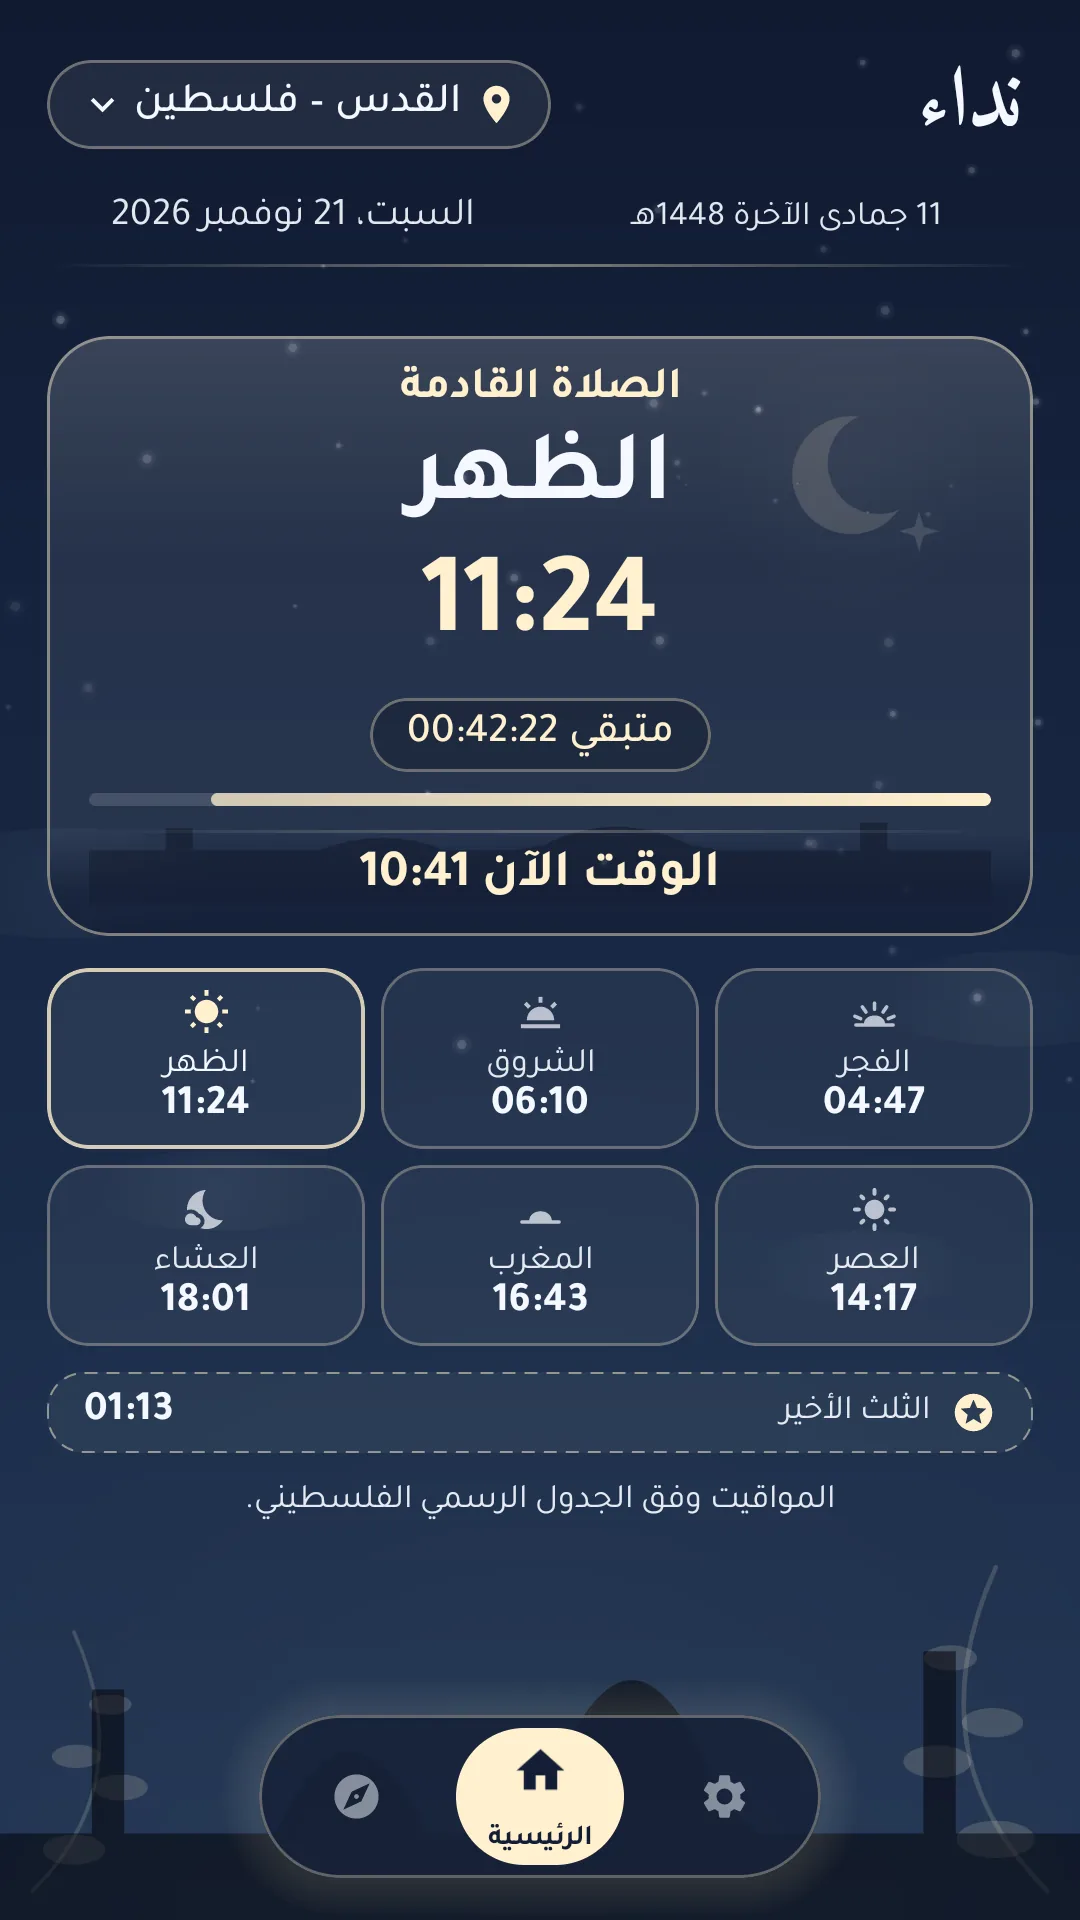 نداء
القدس - فلسطين
11 جمادى الآخرة 1448هـ
السبت، 21 نوفمبر 2026
الصلاة القادمة
الظهر
11:24
متبقي 00:42:22
الوقت الآن 10:41
الفجر
04:47
الشروق
06:10
الظهر
11:24
العصر
14:17
المغرب
16:43
العشاء
18:01
الثلث الأخير
01:13
المواقيت وفق الجدول الرسمي الفلسطيني.
الرئيسية